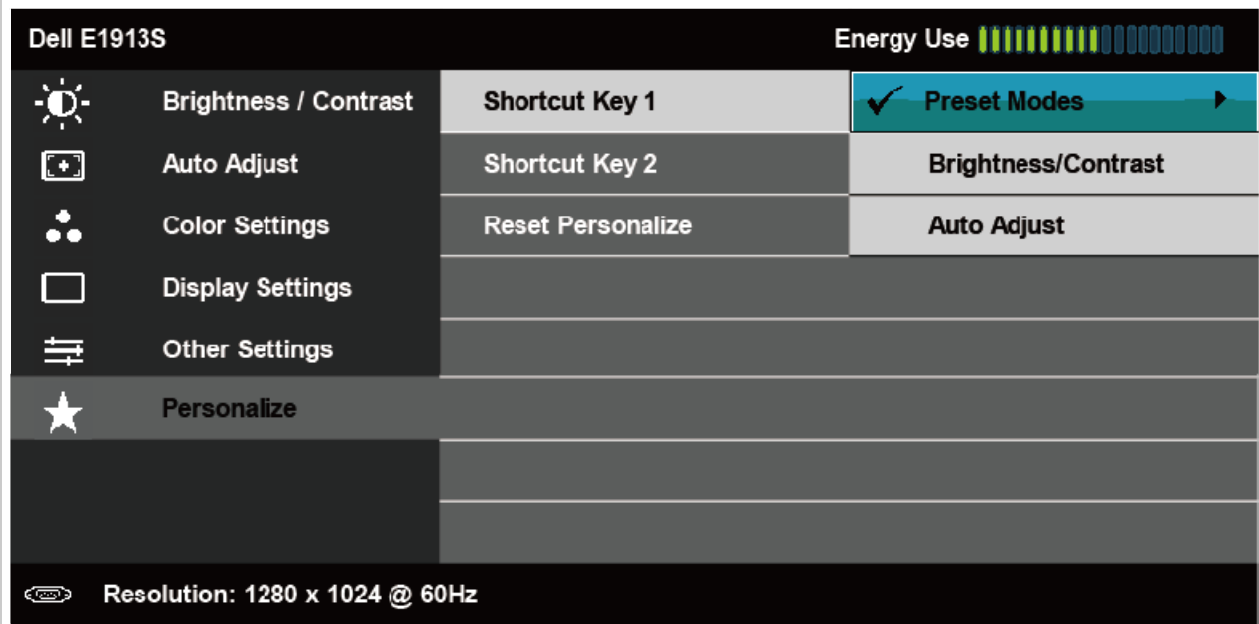 Dell E1913S Energy Use
Brightness / Contrast Shortcut Key 1 Preset Modes
Auto Adjust Shortcut Key 2 Brightness/Contrast
Color Settings Reset Personalize Auto Adjust
Display Settings
Other Settings
Personalize
Resolution: 1280 x 1024 @ 60Hz